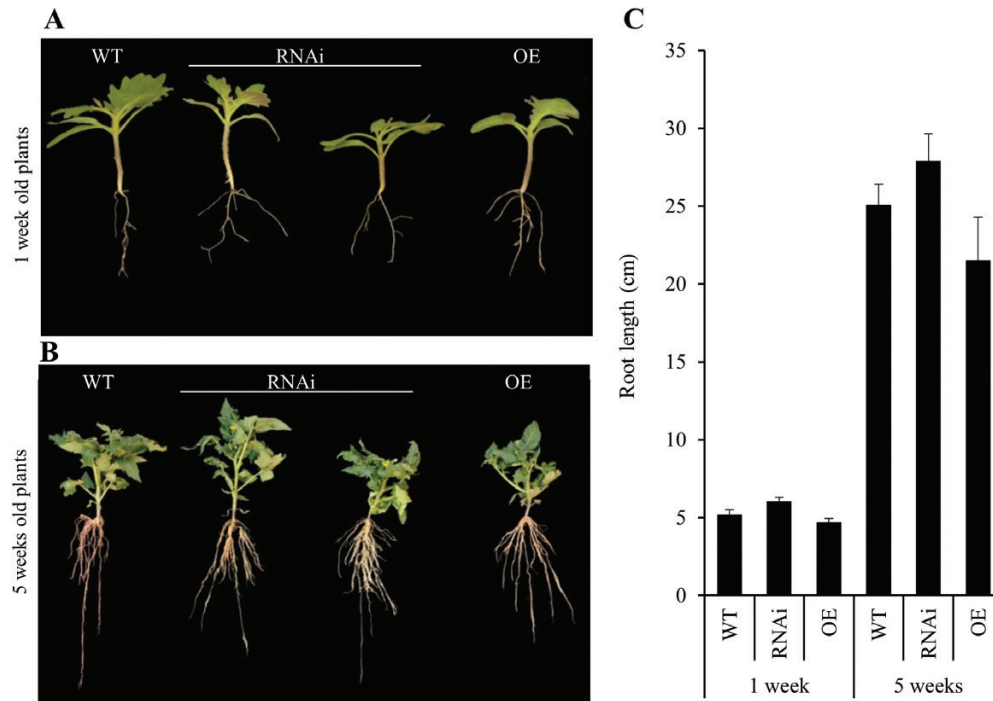 A
WT RNAi OE
1 week old plants
B
WT RNAi OE
5 weeks old plants
C
Root length (cm)
35
30
25
20
15
10
5
0
WT RNAi OE WT RNAi OE
1 week 5 weeks